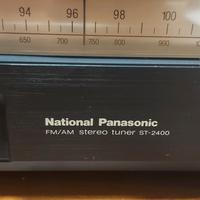 94 96 98 100
650 700 750 800 900
National Panasonic
FM/AM stereo tuner ST-2400